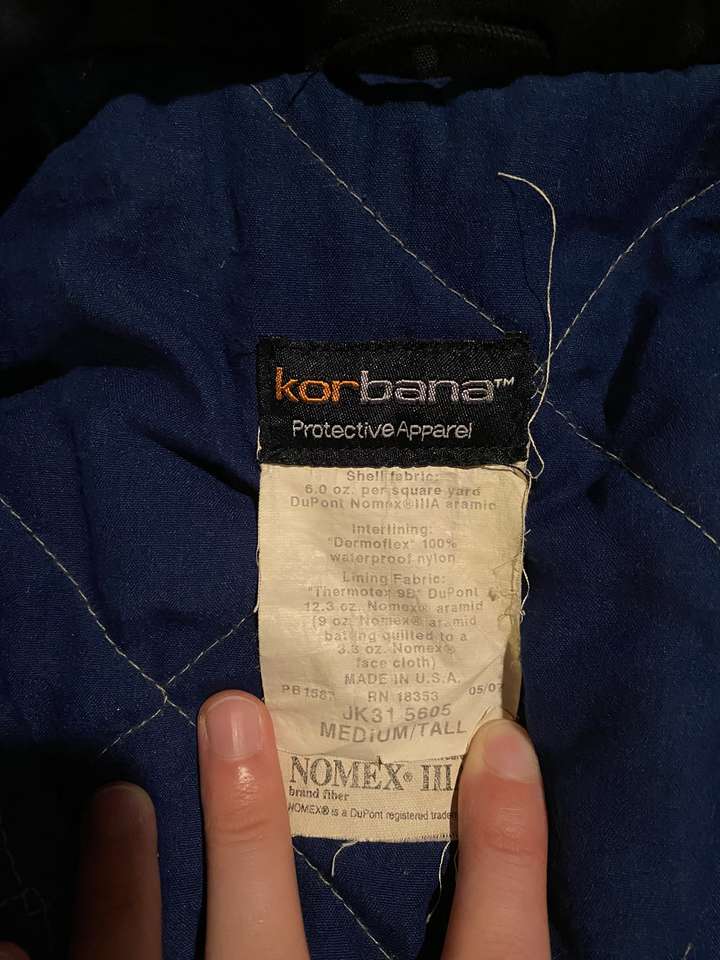 korbana™
Protective Apparel
Shell fabric:
6.0 oz. per square yard
DuPont Nomex®IIIA aramid
Interlining:
"Dermoflex" 100%
waterproof nylon
Lining Fabric:
"Thermotex 9B" DuPont
12.3 oz. Nomex® aramid
[9 oz. Nomex® aramid
batting quilted to a
3.3 oz. Nomex®
face cloth)
MADE IN U.S.A.
RN 18353 05/07
JK31 5605
MEDIUM/TALL
NOMEX® III
brand fiber
NOMEX® is a DuPont registered